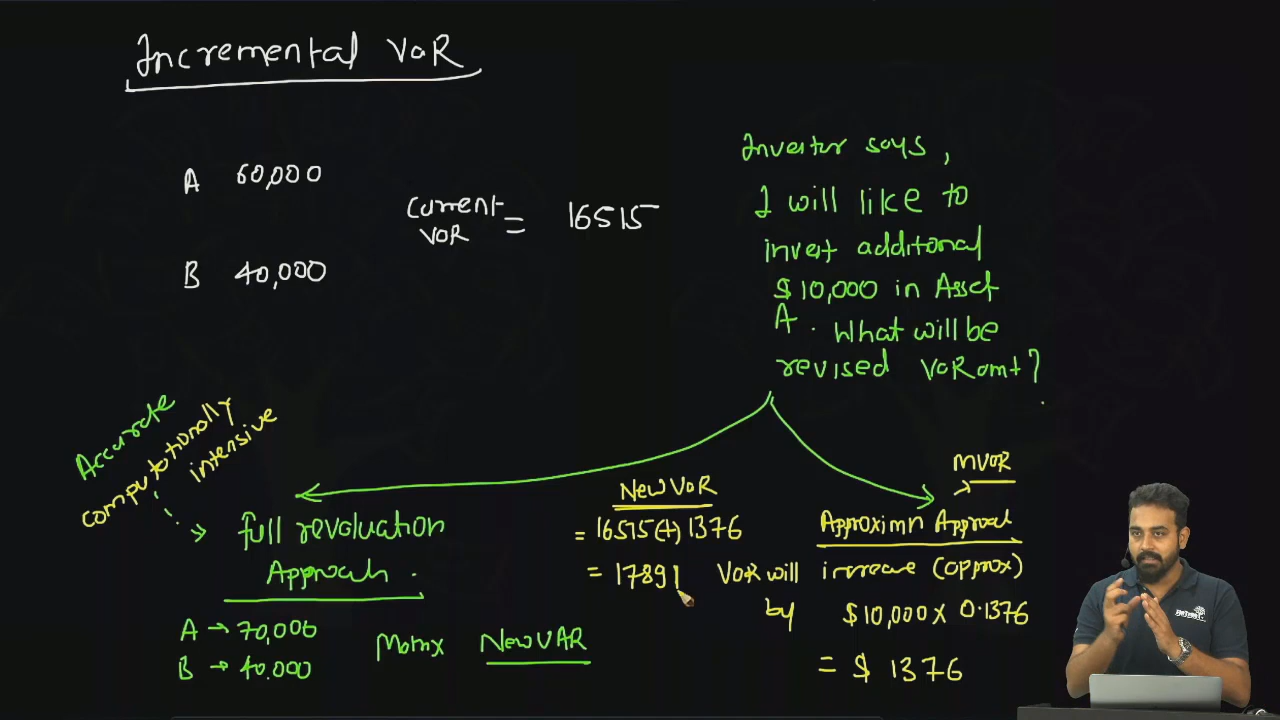 Incremental VaR
A 60,000
current
VaR = 16515
B 40,000
Investor says,
I will like to
invest additional
$10,000 in Asset
A. What will be
revised VaR amt?
Accurate
computationally
intensive
full revaluation
Approach.
A → 70,000
B → 40.000
Matrix New VAR
New VaR
= 16515 (+) 1376
= 17891
MVaR
Approximn Approach
VaR will increase (approx)
by $10,000 x 0.1376
= $ 1376